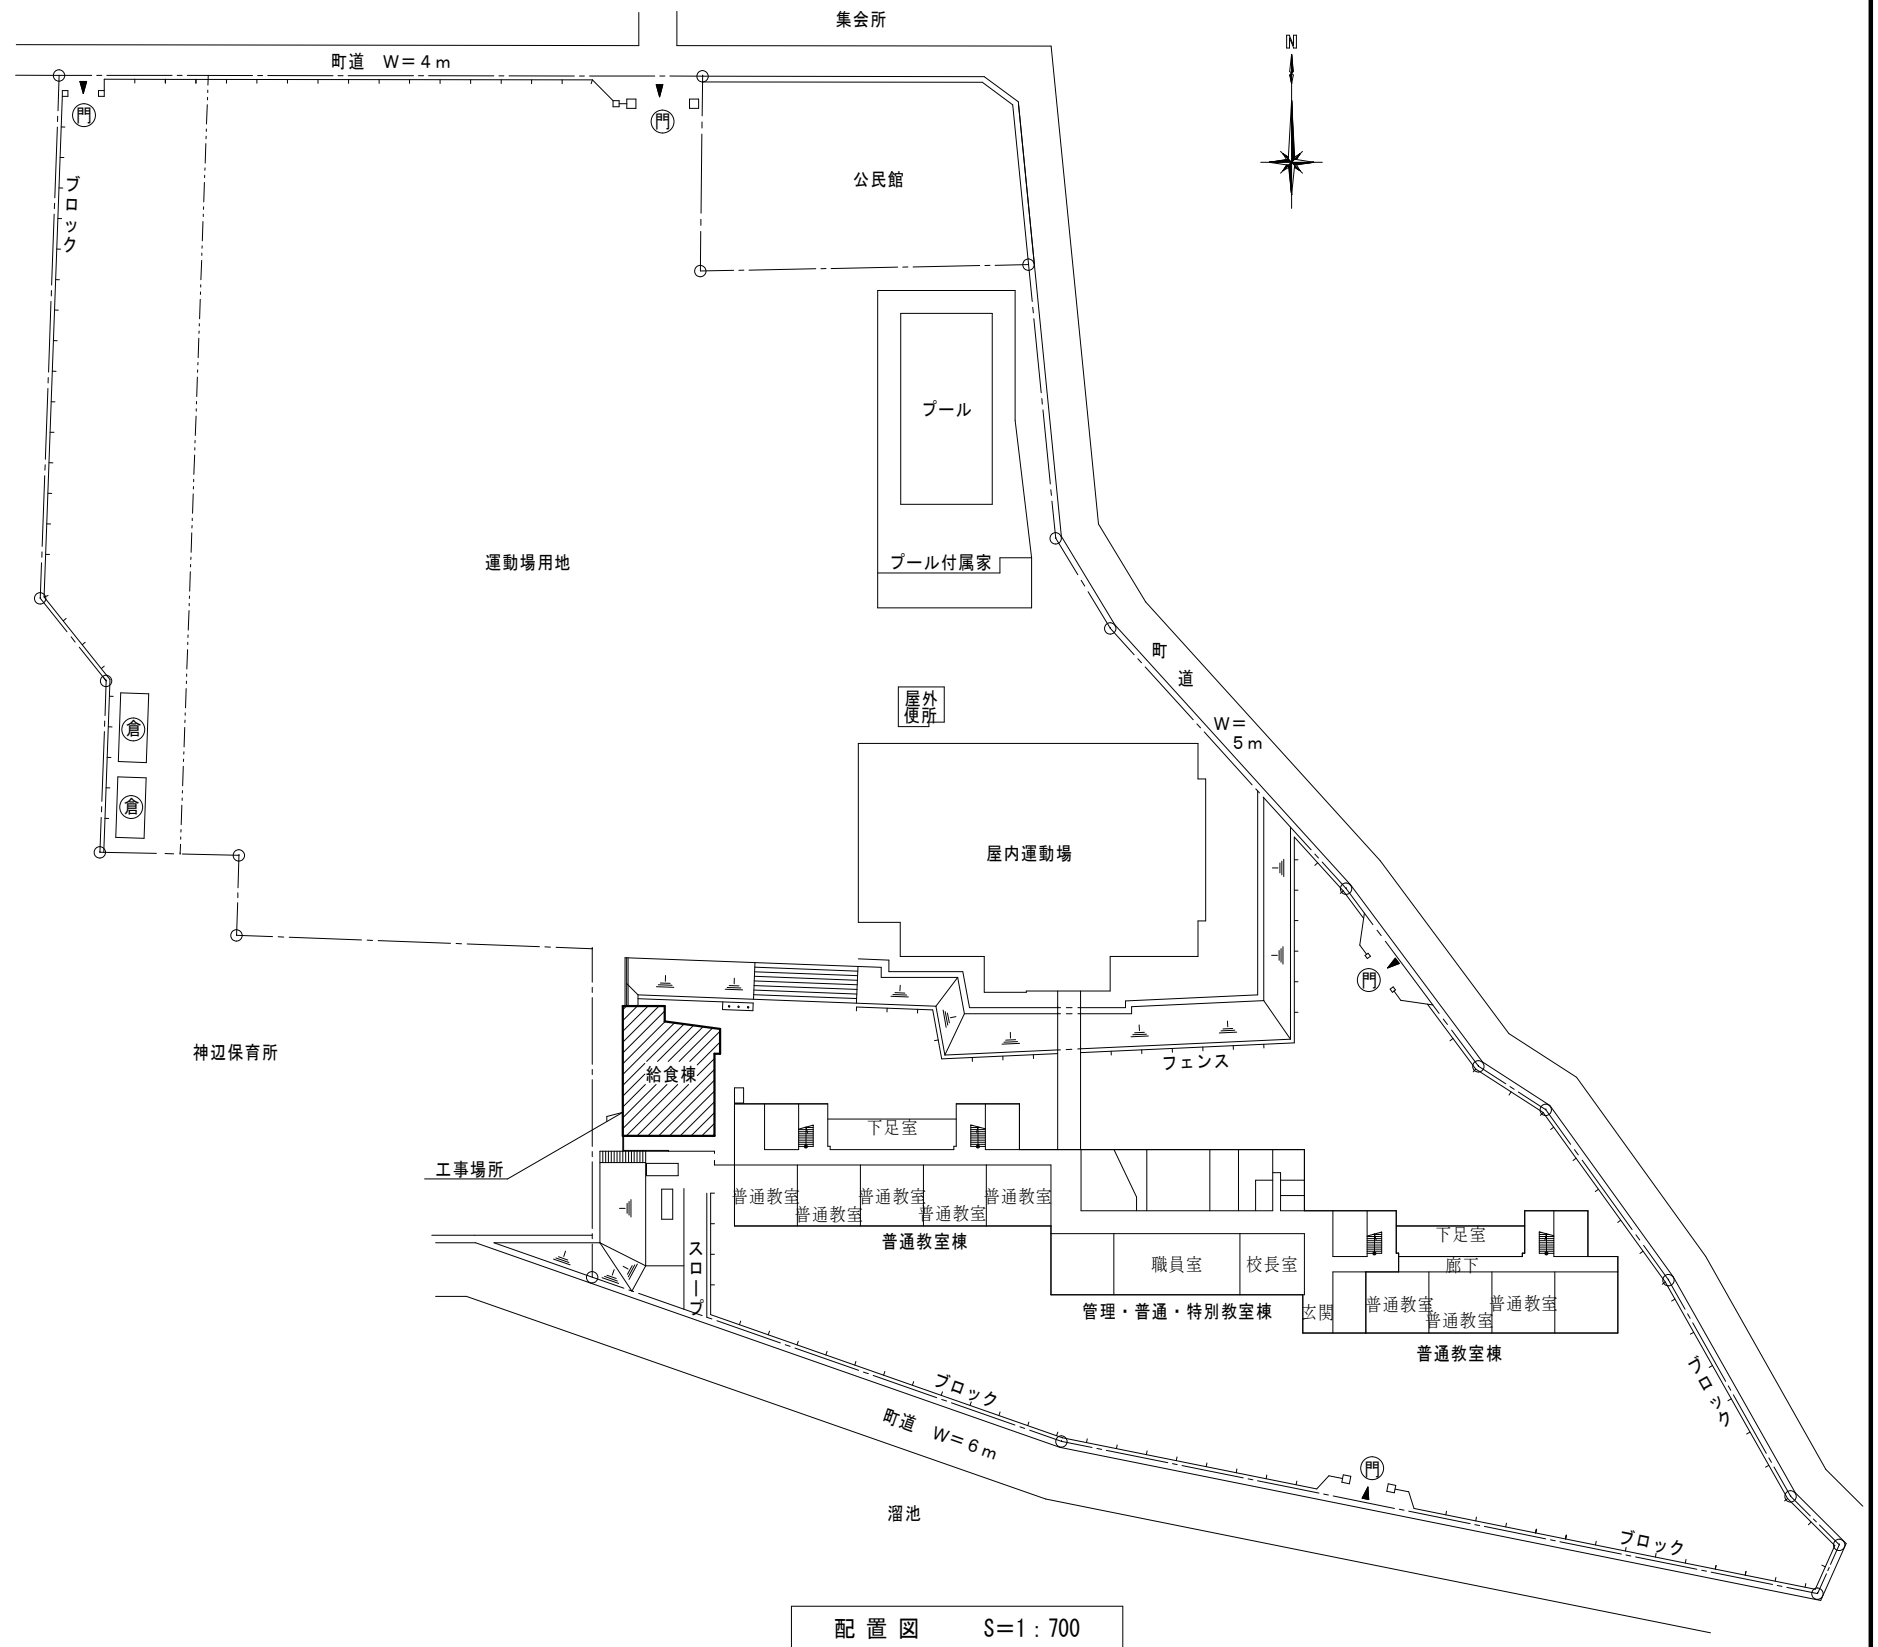 集会所
町道　W＝４ｍ
N
門
門
ブロック
公民館
プール
運動場用地
プール付属家
町道
W＝
５ｍ
屋外
便所
倉
倉
屋内運動場
門
神辺保育所
給食棟
フェンス
下足室
工事場所
普通教室
普通教室
普通教室
普通教室
普通教室
普通教室棟
スロープ
職員室
校長室
下足室
廊下
管理・普通・特別教室棟
玄関
普通教室
普通教室
普通教室
普通教室棟
ブロック
ブロック
町道　W＝６ｍ
門
溜池
ブロック
配置図　S＝1：700